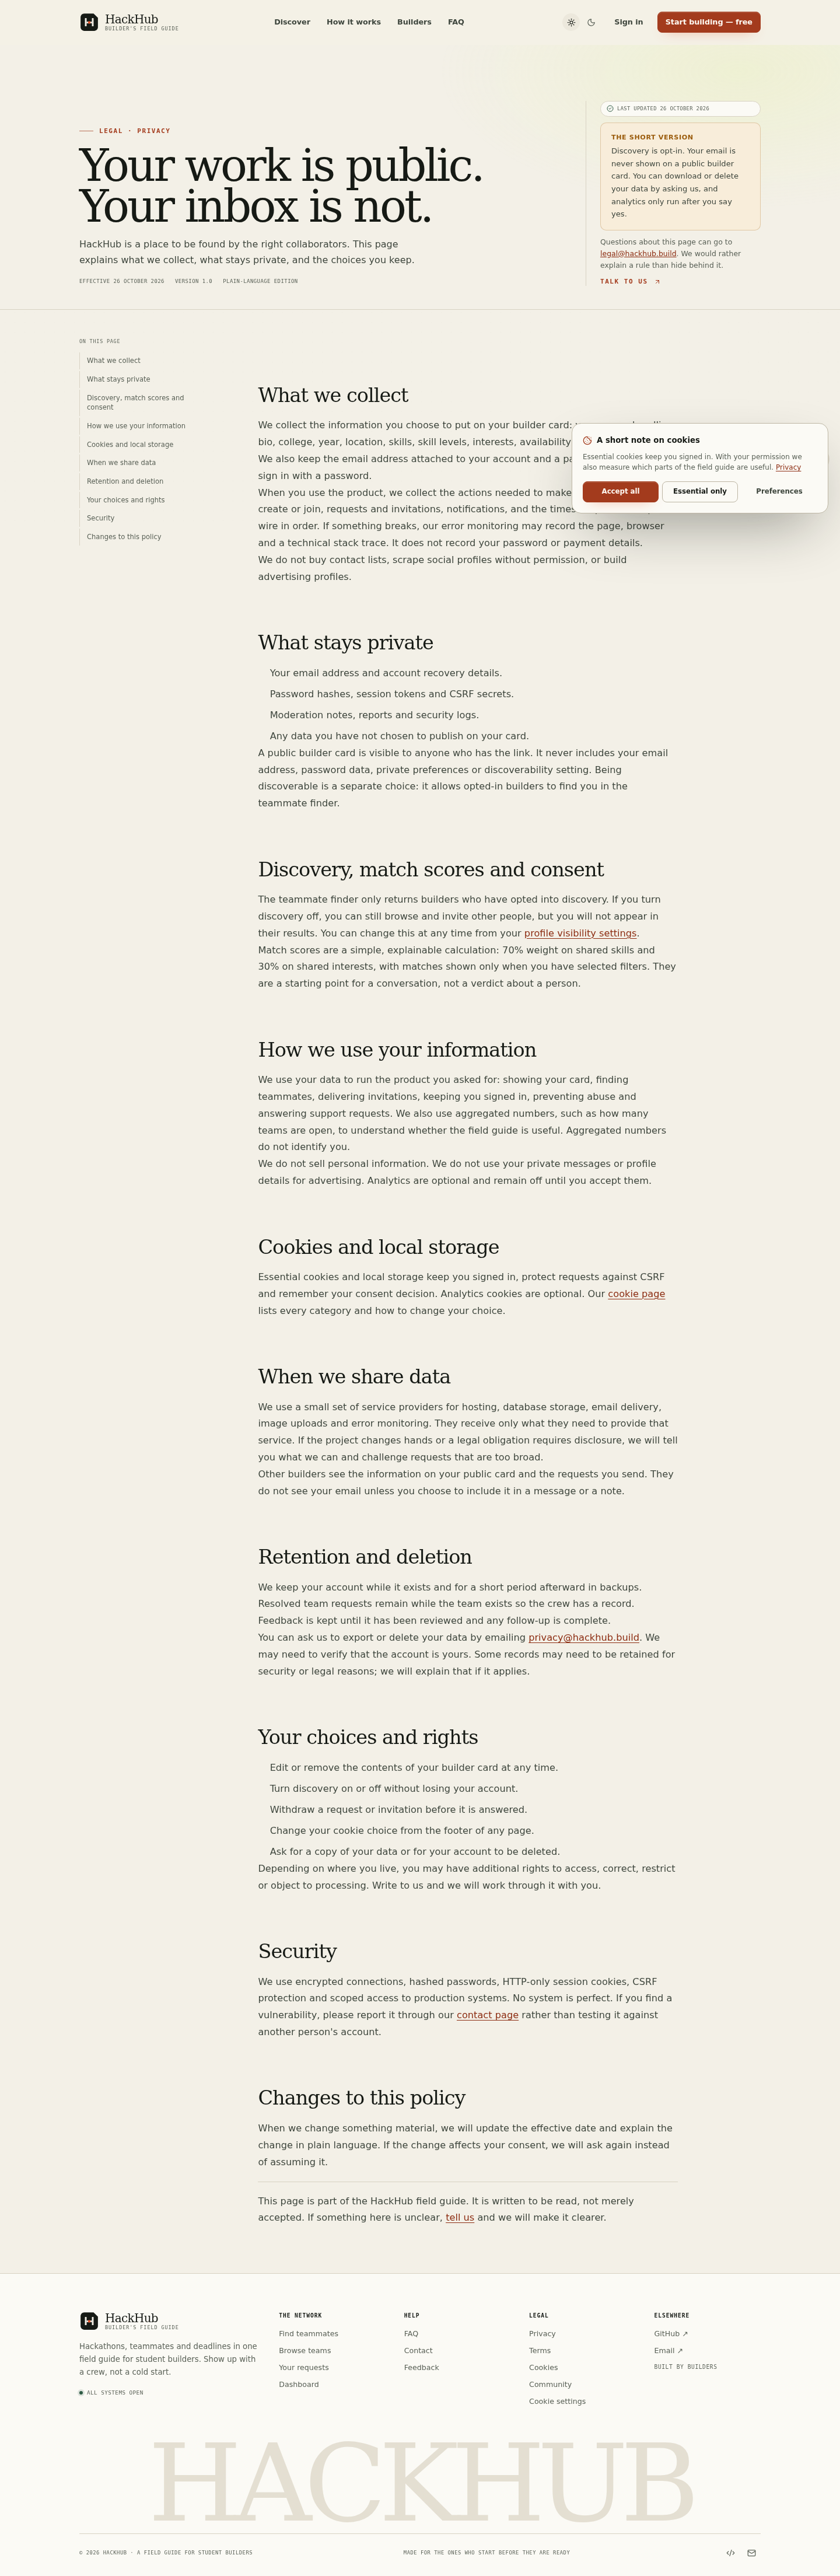 HackHub
BUILDER'S FIELD GUIDE
Discover How it works Builders FAQ
Sign in
Start building — free
LEGAL · PRIVACY
Your work is public.
Your inbox is not.
HackHub is a place to be found by the right collaborators. This page
explains what we collect, what stays private, and the choices you keep.
EFFECTIVE 26 OCTOBER 2026 VERSION 1.0 PLAIN-LANGUAGE EDITION
LAST UPDATED 26 OCTOBER 2026
THE SHORT VERSION
Discovery is opt-in. Your email is
never shown on a public builder
card. You can download or delete
your data by asking us, and
analytics only run after you say
yes.
Questions about this page can go to
legal@hackhub.build. We would rather
explain a rule than hide behind it.
TALK TO US ↗
ON THIS PAGE
What we collect
What stays private
Discovery, match scores and
consent
How we use your information
Cookies and local storage
When we share data
Retention and deletion
Your choices and rights
Security
Changes to this policy
What we collect
We collect the information you choose to put on your builder card:
bio, college, year, location, skills, skill levels, interests, availability
We also keep the email address attached to your account and a
sign in with a password.
When you use the product, we collect the actions needed to make
create or join, requests and invitations, notifications, and the
wire in order. If something breaks, our error monitoring may record the page, browser
and a technical stack trace. It does not record your password or payment details.
We do not buy contact lists, scrape social profiles without permission, or build
advertising profiles.
A short note on cookies
Essential cookies keep you signed in. With your permission we
also measure which parts of the field guide are useful. Privacy
Accept all
Essential only
Preferences
What stays private
Your email address and account recovery details.
Password hashes, session tokens and CSRF secrets.
Moderation notes, reports and security logs.
Any data you have not chosen to publish on your card.
A public builder card is visible to anyone who has the link. It never includes your email
address, password data, private preferences or discoverability setting. Being
discoverable is a separate choice: it allows opted-in builders to find you in the
teammate finder.
Discovery, match scores and consent
The teammate finder only returns builders who have opted into discovery. If you turn
discovery off, you can still browse and invite other people, but you will not appear in
their results. You can change this at any time from your profile visibility settings.
Match scores are a simple, explainable calculation: 70% weight on shared skills and
30% on shared interests, with matches shown only when you have selected filters. They
are a starting point for a conversation, not a verdict about a person.
How we use your information
We use your data to run the product you asked for: showing your card, finding
teammates, delivering invitations, keeping you signed in, preventing abuse and
answering support requests. We also use aggregated numbers, such as how many
teams are open, to understand whether the field guide is useful. Aggregated numbers
do not identify you.
We do not sell personal information. We do not use your private messages or profile
details for advertising. Analytics are optional and remain off until you accept them.
Cookies and local storage
Essential cookies and local storage keep you signed in, protect requests against CSRF
and remember your consent decision. Analytics cookies are optional. Our cookie page
lists every category and how to change your choice.
When we share data
We use a small set of service providers for hosting, database storage, email delivery,
image uploads and error monitoring. They receive only what they need to provide that
service. If the project changes hands or a legal obligation requires disclosure, we will tell
you what we can and challenge requests that are too broad.
Other builders see the information on your public card and the requests you send. They
do not see your email unless you choose to include it in a message or a note.
Retention and deletion
We keep your account while it exists and for a short period afterward in backups.
Resolved team requests remain while the team exists so the crew has a record.
Feedback is kept until it has been reviewed and any follow-up is complete.
You can ask us to export or delete your data by emailing privacy@hackhub.build. We
may need to verify that the account is yours. Some records may need to be retained for
security or legal reasons; we will explain that if it applies.
Your choices and rights
Edit or remove the contents of your builder card at any time.
Turn discovery on or off without losing your account.
Withdraw a request or invitation before it is answered.
Change your cookie choice from the footer of any page.
Ask for a copy of your data or for your account to be deleted.
Depending on where you live, you may have additional rights to access, correct, restrict
or object to processing. Write to us and we will work through it with you.
Security
We use encrypted connections, hashed passwords, HTTP-only session cookies, CSRF
protection and scoped access to production systems. No system is perfect. If you find a
vulnerability, please report it through our contact page rather than testing it against
another person's account.
Changes to this policy
When we change something material, we will update the effective date and explain the
change in plain language. If the change affects your consent, we will ask again instead
of assuming it.
This page is part of the HackHub field guide. It is written to be read, not merely
accepted. If something here is unclear, tell us and we will make it clearer.
HackHub
BUILDER'S FIELD GUIDE
Hackathons, teammates and deadlines in one
field guide for student builders. Show up with
a crew, not a cold start.
ALL SYSTEMS OPEN
THE NETWORK
Find teammates
Browse teams
Your requests
Dashboard
HELP
FAQ
Contact
Feedback
LEGAL
Privacy
Terms
Cookies
Community
Cookie settings
ELSEWHERE
GitHub ↗
Email ↗
BUILT BY BUILDERS
HACKHUB
© 2026 HACKHUB · A FIELD GUIDE FOR STUDENT BUILDERS
MADE FOR THE ONES WHO START BEFORE THEY ARE READY